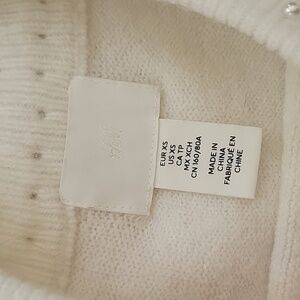 EUR XS
US XS
CA TP
MX XCH
CN 160/80A
MADE IN
CHINA
FABRIQUÉ EN
CHINE